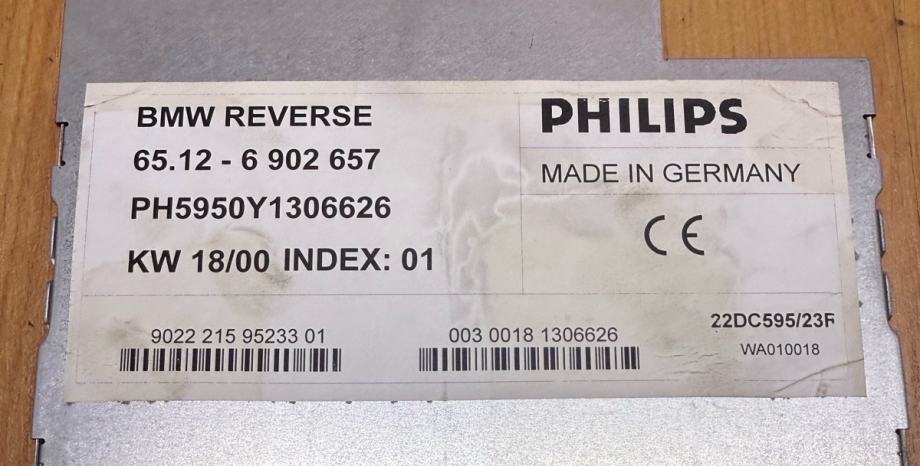 BMW REVERSE
65.12 - 6 902 657
PH5950Y1306626
KW 18/00 INDEX: 01
PHILIPS
MADE IN GERMANY
CE
9022 215 95233 01
003 0018 1306626
22DC595/23R
WA010018